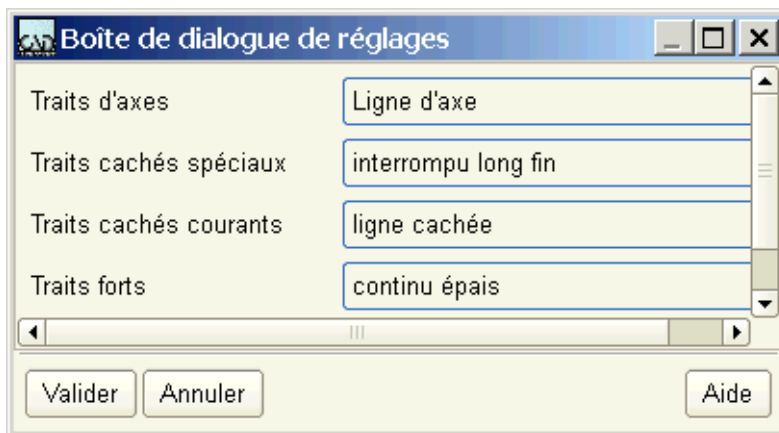 CAD Boîte de dialogue de réglages
Traits d'axes Ligne d'axe
Traits cachés spéciaux interrompu long fin
Traits cachés courants ligne cachée
Traits forts continu épais
Valider Annuler Aide